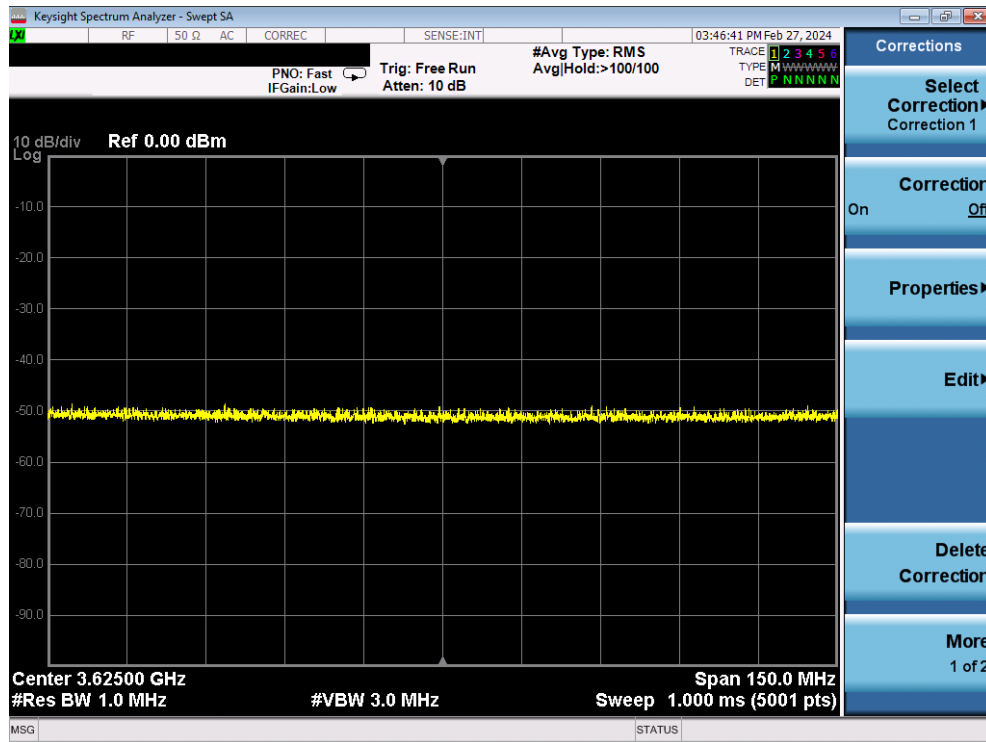 Keysight Spectrum Analyzer - Swept SA
LXI RF 50 Ω AC CORREC SENSE:INT 03:46:41 PM Feb 27, 2024
#Avg Type: RMS TRACE 1 2 3 4 5 6
PNO: Fast Trig: Free Run Avg|Hold:>100/100 TYPE M WWWWW
IFGain:Low Atten: 10 dB DET P N N N N N
10 dB/div Ref 0.00 dBm
Log
-10.0
-20.0
-30.0
-40.0
-50.0
-60.0
-70.0
-80.0
-90.0
Center 3.62500 GHz Span 150.0 MHz
#Res BW 1.0 MHz #VBW 3.0 MHz Sweep 1.000 ms (5001 pts)
MSG STATUS
Corrections
Select
Correction
Correction 1
Correction
On Off
Properties
Edit
Delete
Correction
More
1 of 2